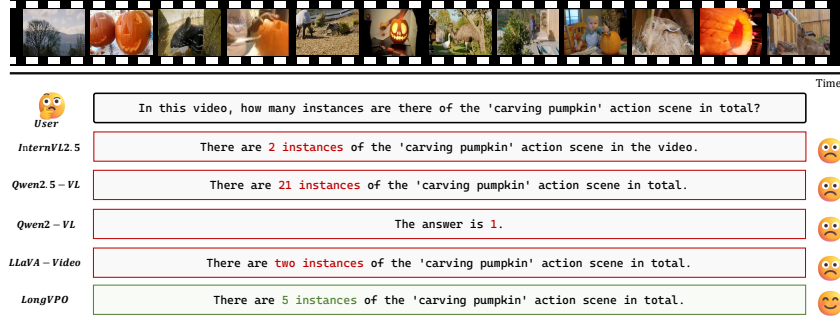 Time
In this video, how many instances are there of the 'carving pumpkin' action scene in total?
User
InternVL2.5
There are 2 instances of the 'carving pumpkin' action scene in the video.
Qwen2.5−VL
There are 21 instances of the 'carving pumpkin' action scene in total.
Qwen2−VL
The answer is 1.
LLaVA−Video
There are two instances of the 'carving pumpkin' action scene in total.
LongVPO
There are 5 instances of the 'carving pumpkin' action scene in total.